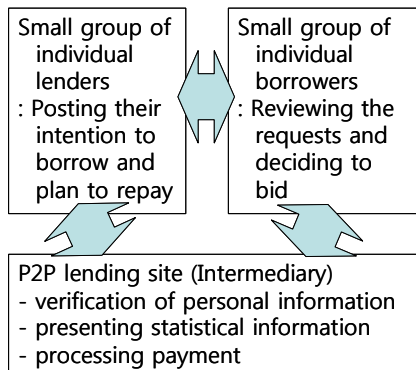 Small group of
individual
lenders
: Posting their
intention to
borrow and
plan to repay
Small group of
individual
borrowers
: Reviewing the
requests and
deciding to
bid
P2P lending site (Intermediary)
- verification of personal information
- presenting statistical information
- processing payment